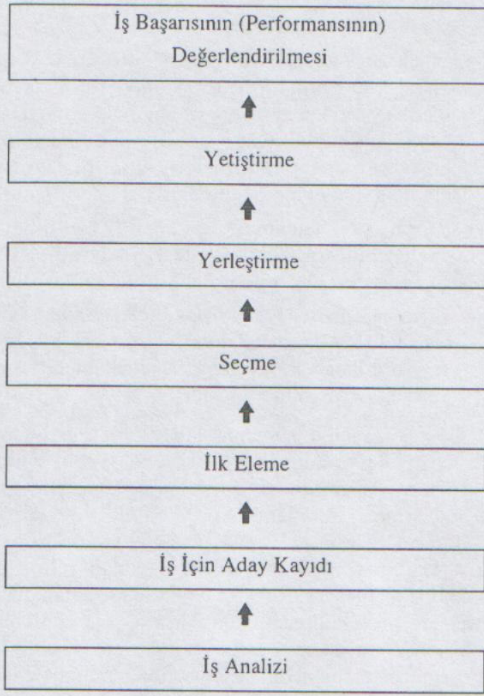 İş Başarısının (Performansının)
Değerlendirilmesi
Yetiştirme
Yerleştirme
Seçme
İlk Eleme
İş İçin Aday Kayıdı
İş Analizi